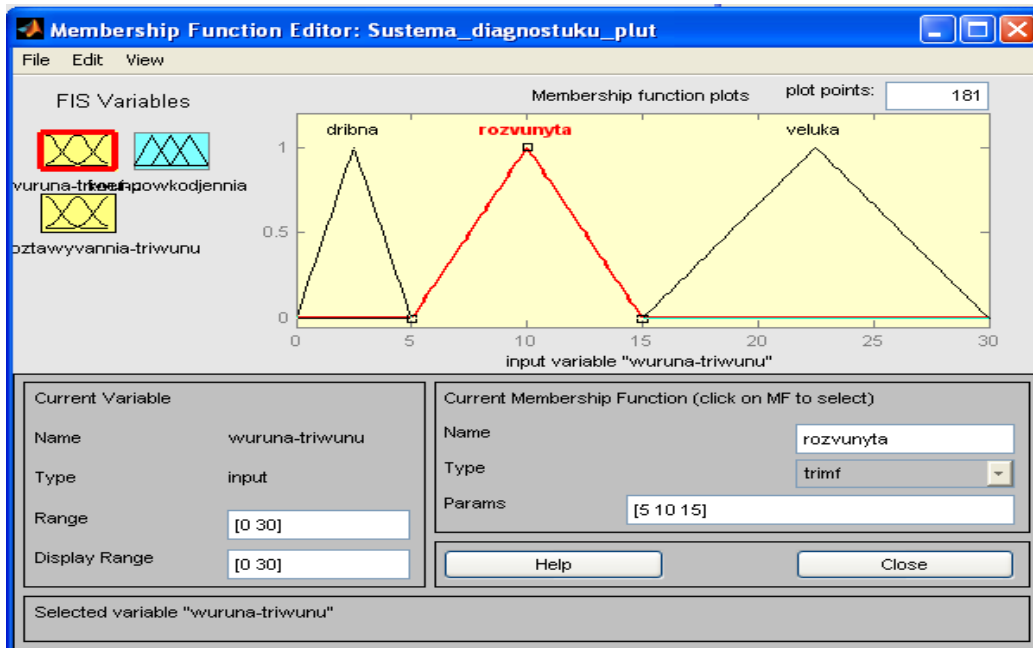 Membership Function Editor: Sustema_diagnostuku_plut
File Edit View
FIS Variables
Membership function plots plot points: 181
dribna rozvunyta veluka
1
0.5
0
0 5 10 15 20 25 30
input variable "wuruna-triwunu"
powkodjennia
oztawyvannia-triwunu
Current Variable
Name wuruna-triwunu
Type input
Range [0 30]
Display Range [0 30]
Current Membership Function (click on MF to select)
Name rozvunyta
Type trimf
Params [5 10 15]
Help Close
Selected variable "wuruna-triwunu"